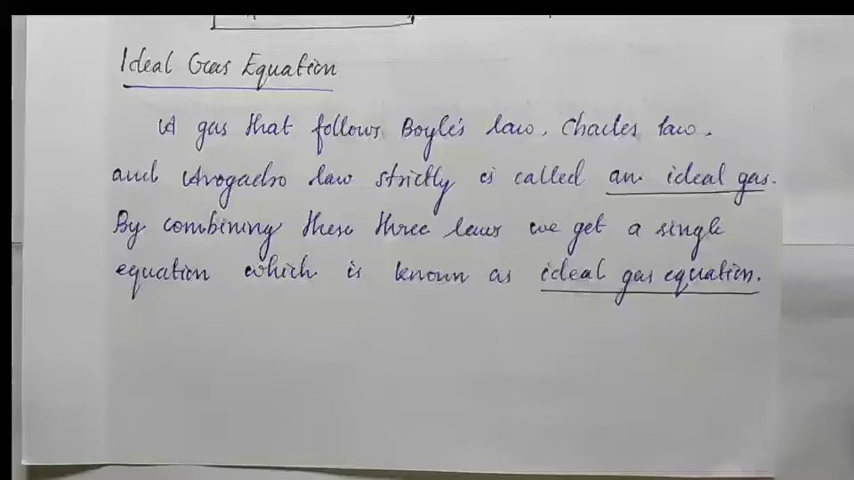 Ideal Gas Equation
A gas that follows Boyle's law, Charles law,
and Avogadro law strictly is called an ideal gas.
By combining these three laws we get a single
equation which is known as ideal gas equation.